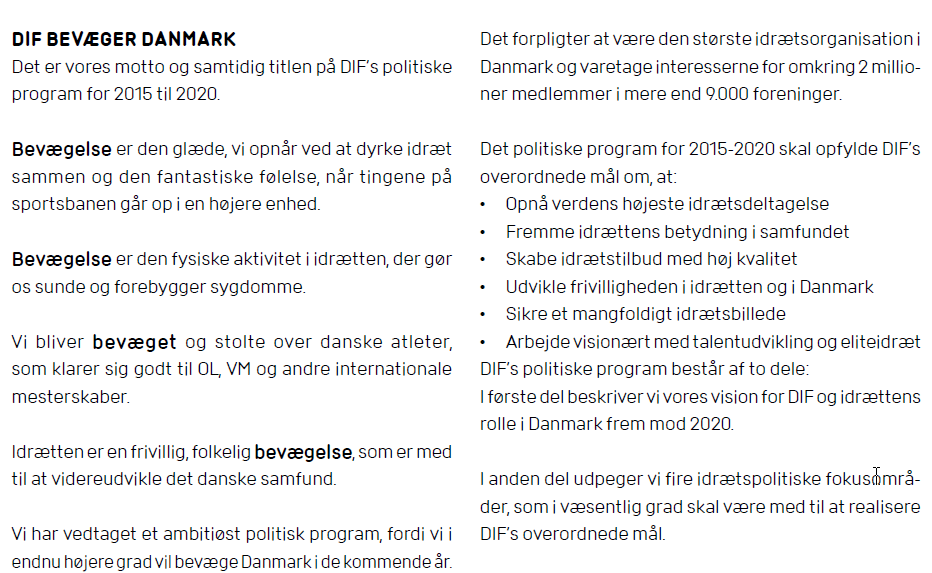 DIF BEVÆGER DANMARK
Det er vores motto og samtidig titlen på DIF's politiske
program for 2015 til 2020.
Bevægelse er den glæde, vi opnår ved at dyrke idræt
sammen og den fantastiske følelse, når tingene på
sportsbanen går op i en højere enhed.
Bevægelse er den fysiske aktivitet i idrætten, der gør
os sunde og forebygger sygdomme.
Vi bliver bevæget og stolte over danske atleter,
som klarer sig godt til OL, VM og andre internationale
mesterskaber.
Idrætten er en frivillig, folkelig bevægelse, som er med
til at videreudvikle det danske samfund.
Vi har vedtaget et ambitiøst politisk program, fordi vi i
endnu højere grad vil bevæge Danmark i de kommende år.
Det forpligter at være den største idrætsorganisation i
Danmark og varetage interesserne for omkring 2 millio-
ner medlemmer i mere end 9.000 foreninger.
Det politiske program for 2015-2020 skal opfylde DIF's
overordnede mål om, at:
• Opnå verdens højeste idrætsdeltagelse
• Fremme idrættens betydning i samfundet
• Skabe idrætstilbud med høj kvalitet
• Udvikle frivilligheden i idrætten og i Danmark
• Sikre et mangfoldigt idrætsbillede
• Arbejde visionært med talentudvikling og eliteidræt
DIF's politiske program består af to dele:
I første del beskriver vi vores vision for DIF og idrættens
rolle i Danmark frem mod 2020.
I anden del udpeger vi fire idrætspolitiske fokusområ-
der, som i væsentlig grad skal være med til at realisere
DIF's overordnede mål.